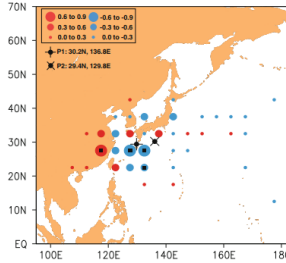 70N
0.6 to 0.9 -0.6 to -0.9
0.3 to 0.6 -0.3 to -0.6
0.0 to 0.3 -0.0 to -0.3
60N
P1: 30.2N, 136.8E
P2: 29.4N, 129.8E
50N
40N
30N
20N
10N
EQ
100E 120E 140E 160E